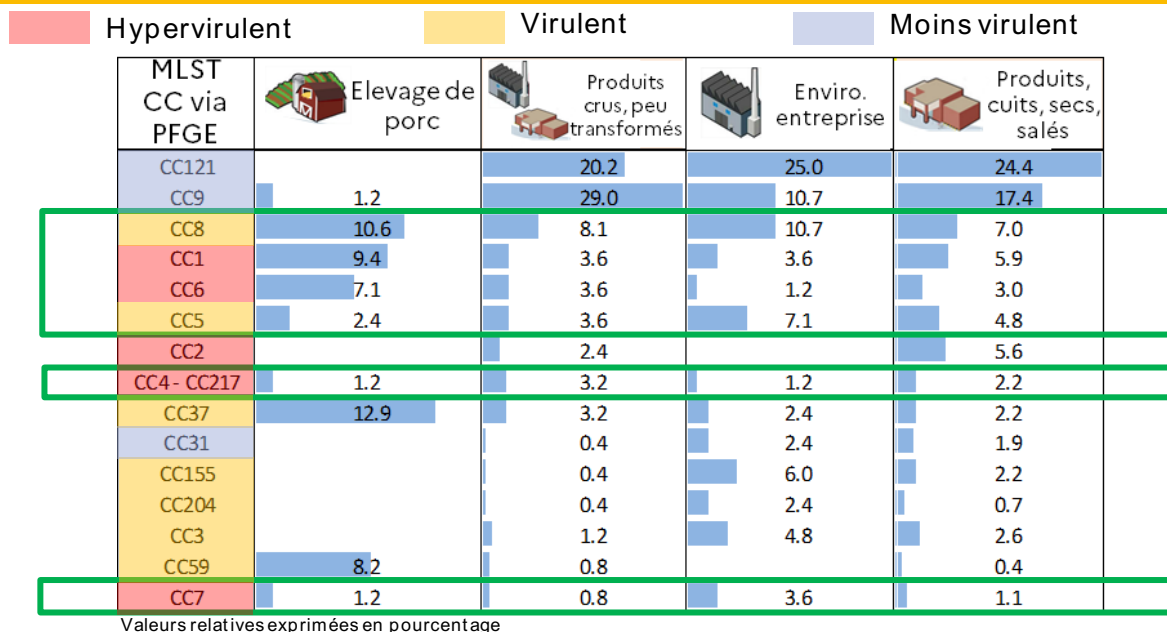 Hypervirulent Virulent Moins virulent
MLST
CC via
PFGE
Elevage de
porc
Produits
crus, peu
transformés
Enviro.
entreprise
Produits,
cuits, secs,
salés
CC121 20.2 25.0 24.4
CC9 1.2 29.0 10.7 17.4
CC8 10.6 8.1 10.7 7.0
CC1 9.4 3.6 3.6 5.9
CC6 7.1 3.6 1.2 3.0
CC5 2.4 3.6 7.1 4.8
CC2 2.4 5.6
CC4 - CC217 1.2 3.2 1.2 2.2
CC37 12.9 3.2 2.4 2.2
CC31 0.4 2.4 1.9
CC155 0.4 6.0 2.2
CC204 0.4 2.4 0.7
CC3 1.2 4.8 2.6
CC59 8.2 0.8 0.4
CC7 1.2 0.8 3.6 1.1
Valeurs relatives exprimées en pourcentage